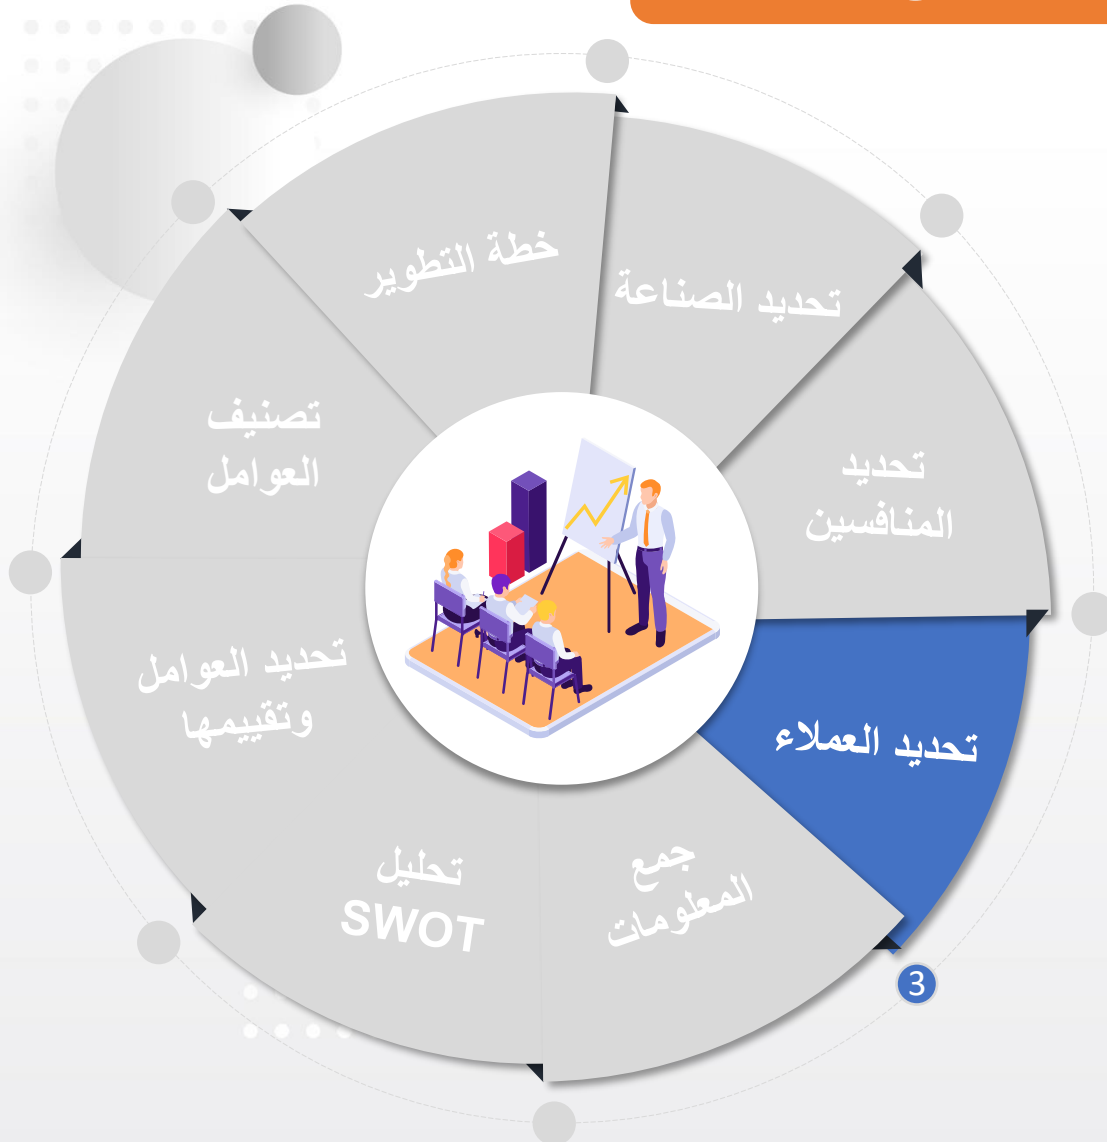 تحديد الصناعة
تحديد
المنافسين
تحديد العملاء
3
جمع
المعلومات
تحليل
SWOT
تحديد العوامل
وتقييمها
تصنيف
العوامل
خطة التطوير